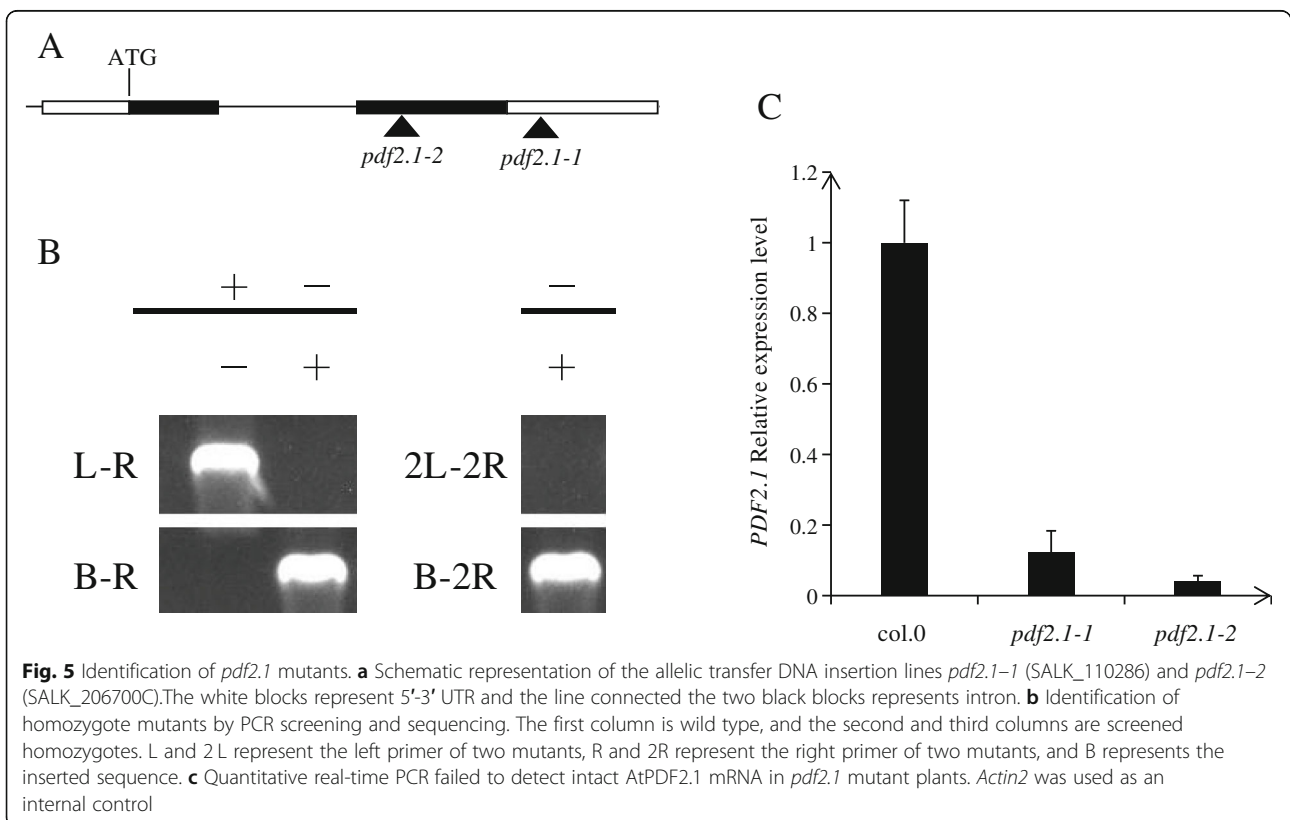 A
ATG
pdf2.1-2
pdf2.1-1
B
+ −
− +
L-R
B-R
−
+
2L-2R
B-2R
C
PDF2.1 Relative expression level
1.2
1
0.8
0.6
0.4
0.2
0
col.0 pdf2.1-1 pdf2.1-2
Fig. 5 Identification of pdf2.1 mutants. a Schematic representation of the allelic transfer DNA insertion lines pdf2.1–1 (SALK_110286) and pdf2.1–2
(SALK_206700C).The white blocks represent 5′-3′ UTR and the line connected the two black blocks represents intron. b Identification of
homozygote mutants by PCR screening and sequencing. The first column is wild type, and the second and third columns are screened
homozygotes. L and 2 L represent the left primer of two mutants, R and 2R represent the right primer of two mutants, and B represents the
inserted sequence. c Quantitative real-time PCR failed to detect intact AtPDF2.1 mRNA in pdf2.1 mutant plants. Actin2 was used as an
internal control